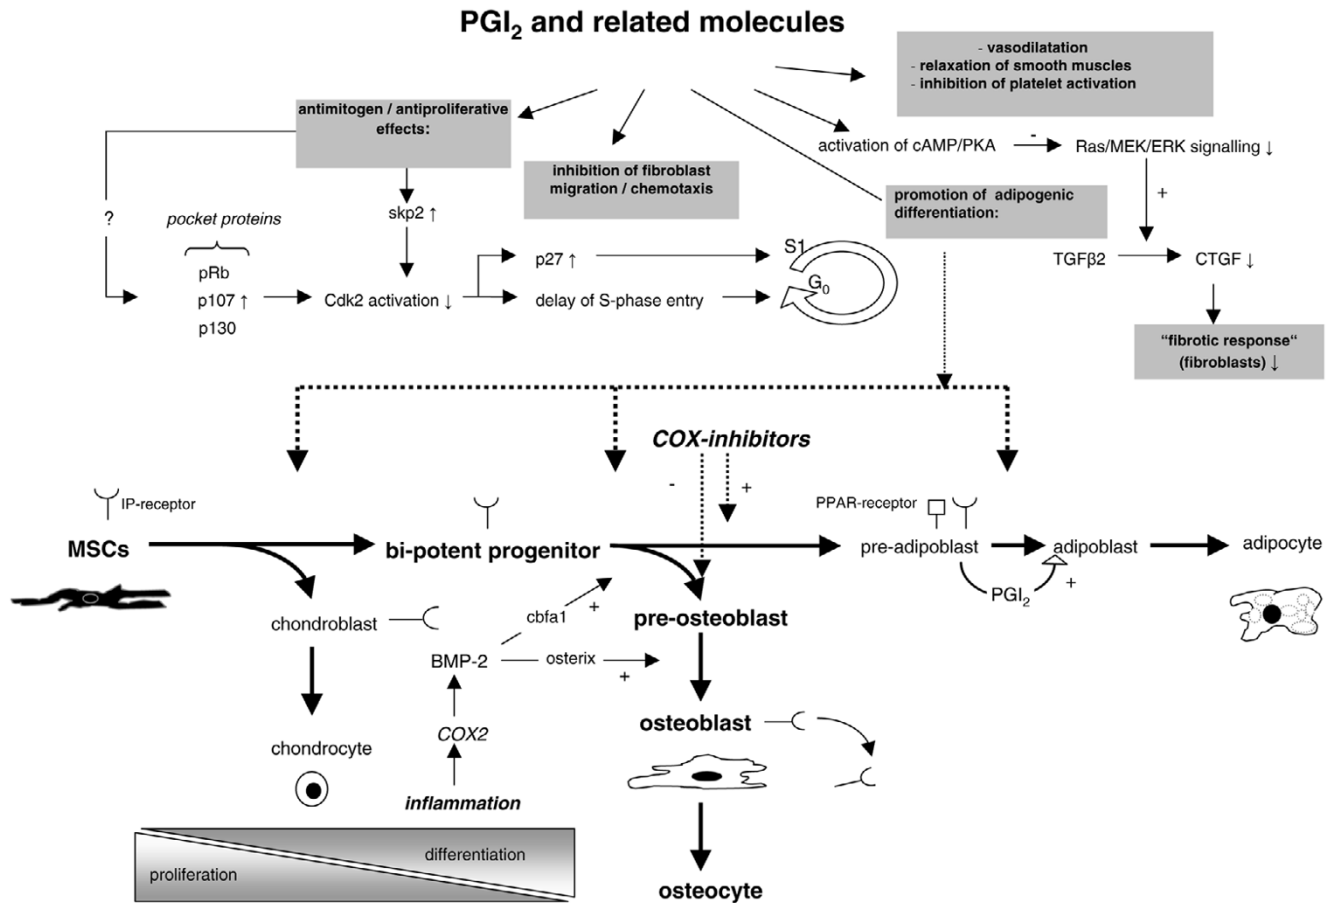 PGI2 and related molecules
- vasodilatation
- relaxation of smooth muscles
- inhibition of platelet activation
antimitogen / antiproliferative
effects:
activation of cAMP/PKA
-
Ras/MEK/ERK signalling ↓
inhibition of fibroblast
migration / chemotaxis
promotion of adipogenic
differentiation:
+
?
pocket proteins
skp2 ↑
pRb
p107 ↑
p130
Cdk2 activation ↓
p27 ↑
delay of S-phase entry
S1
G0
TGFβ2
CTGF ↓
“fibrotic response“
(fibroblasts) ↓
COX-inhibitors
-
+
IP-receptor
PPAR-receptor
MSCs
bi-potent progenitor
pre-adipoblast
adipoblast
adipocyte
PGI2
+
chondroblast
cbfa1
+
pre-osteoblast
BMP-2
osterix
+
COX2
osteoblast
chondrocyte
inflammation
differentiation
proliferation
osteocyte